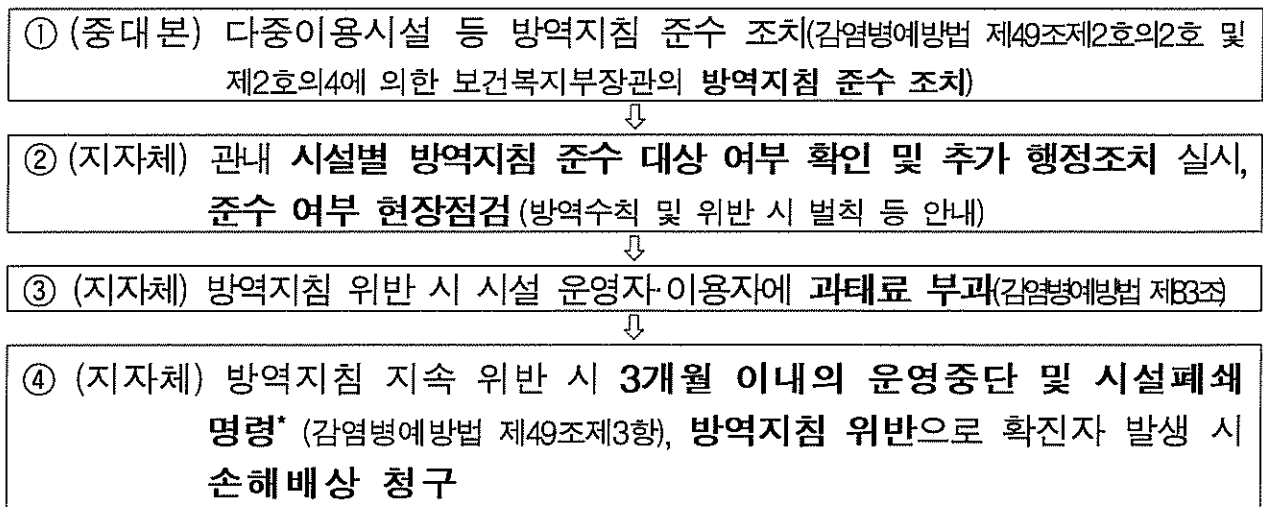 ① (중대본) 다중이용시설 등 방역지침 준수 조치(감염병예방법 제49조제2호의2호 및
제2호의4에 의한 보건복지부장관의 방역지침 준수 조치)
⇩
② (지자체) 관내 시설별 방역지침 준수 대상 여부 확인 및 추가 행정조치 실시,
준수 여부 현장점검 (방역수칙 및 위반 시 벌칙 등 안내)
⇩
③ (지자체) 방역지침 위반 시 시설 운영자·이용자에 과태료 부과(감염병예방법 제83조)
⇩
④ (지자체) 방역지침 지속 위반 시 3개월 이내의 운영중단 및 시설폐쇄
명령* (감염병예방법 제49조제3항), 방역지침 위반으로 확진자 발생 시
손해배상 청구